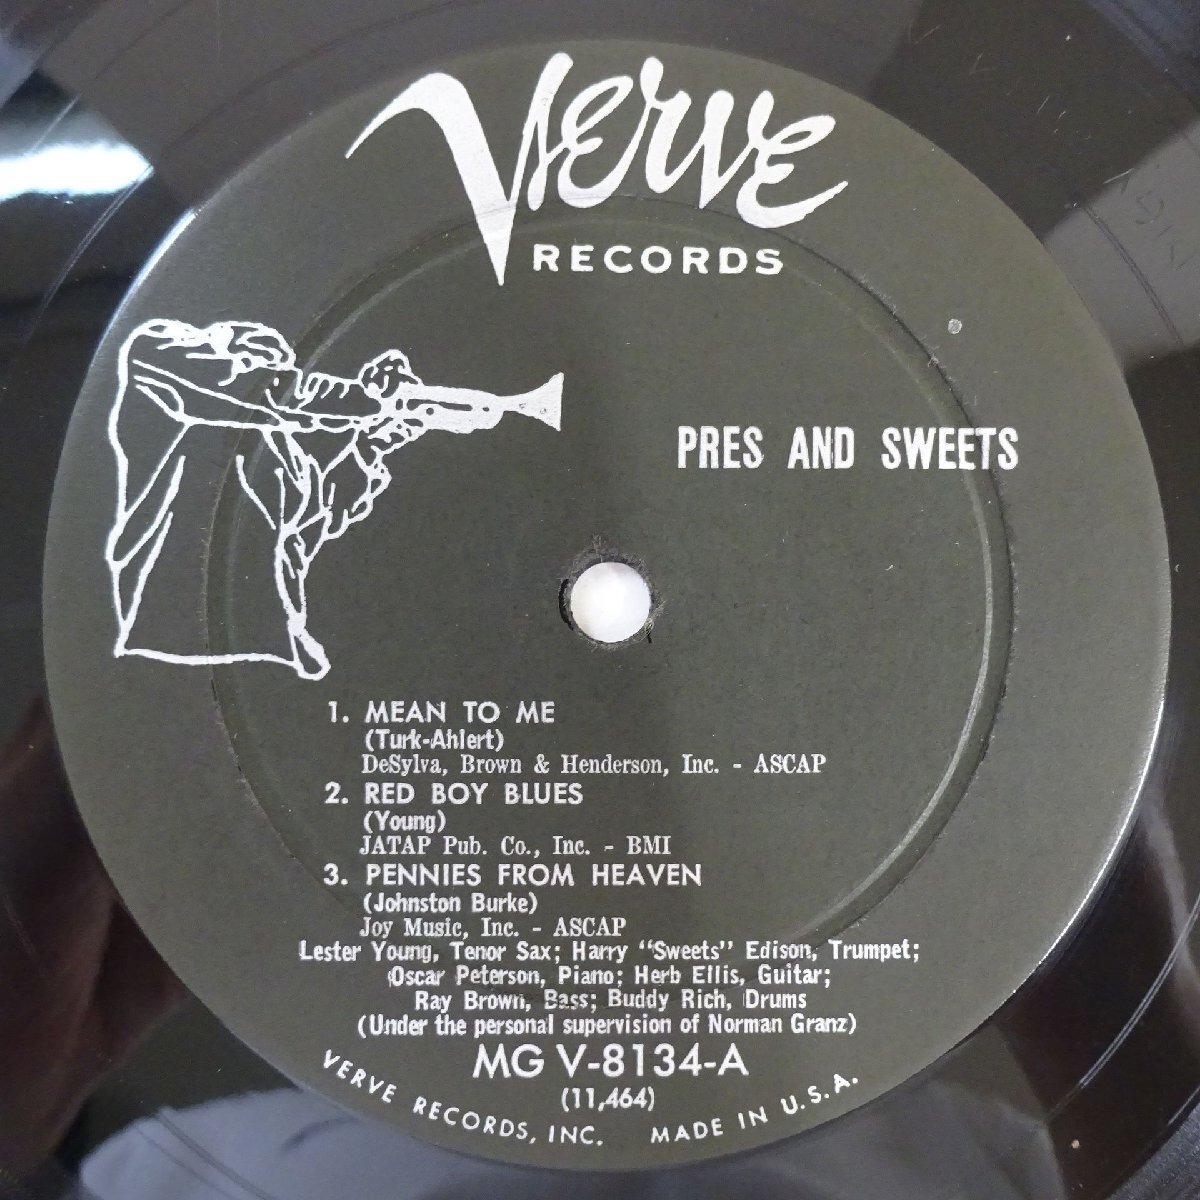 Verve
RECORDS
PRES AND SWEETS
1. MEAN TO ME
(Turk-Ahlert)
DeSylva, Brown & Henderson, Inc. - ASCAP
2. RED BOY BLUES
(Young)
JATAP Pub. Co., Inc. - BMI
3. PENNIES FROM HEAVEN
(Johnston Burke)
Joy Music, Inc. - ASCAP
Lester Young, Tenor Sax; Harry "Sweets" Edison, Trumpet;
Oscar Peterson, Piano; Herb Ellis, Guitar;
Ray Brown, Bass; Buddy Rich, Drums
(Under the personal supervision of Norman Granz)
MG V-8134-A
(11,464)
VERVE RECORDS, INC. MADE IN U.S.A.